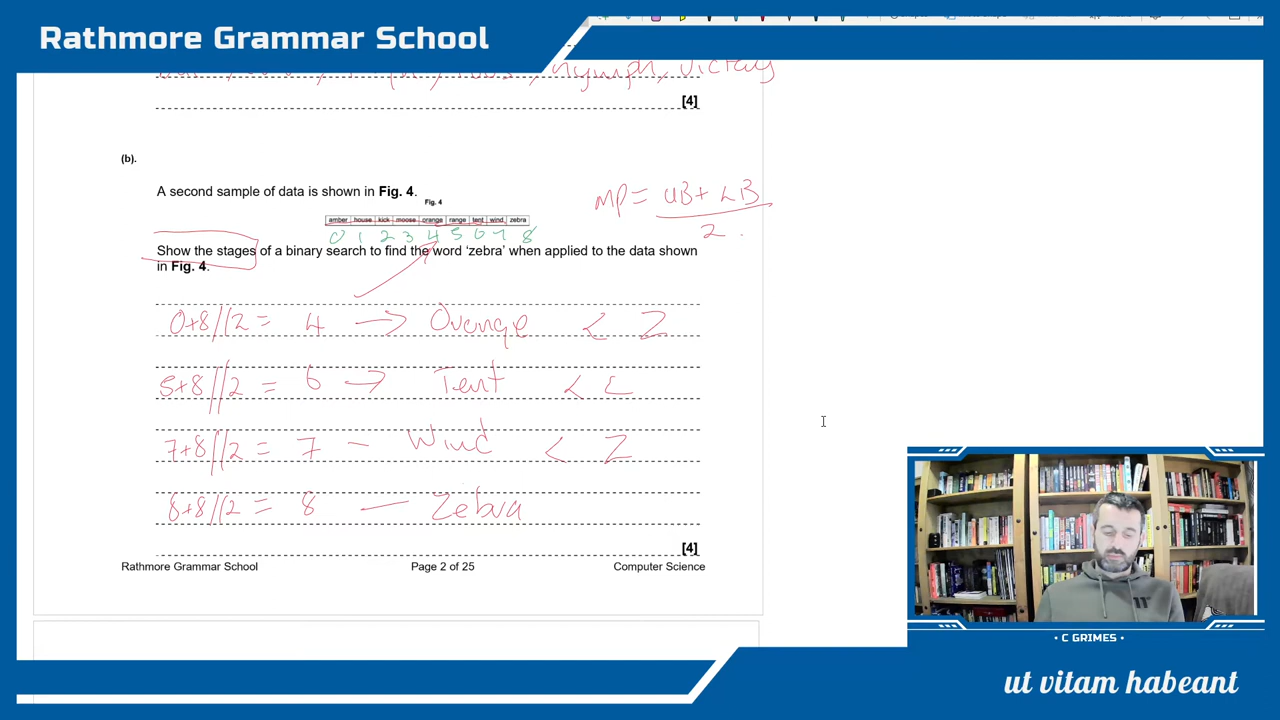 Rathmore Grammar School
nymph, victory
[4]
(b).
A second sample of data is shown in Fig. 4.
Fig. 4
amber house kick moose orange range tent wind zebra
0 1 2 3 4 5 6 7 8
MP = UB + LB
2
Show the stages of a binary search to find the word ‘zebra’ when applied to the data shown
in Fig. 4.
0+8//2 = 4 → Orange < Z
5+8//2 = 6 → Tent < Z
7+8//2 = 7 — Wind < Z
8+8//2 = 8 — Zebra
[4]
Rathmore Grammar School Page 2 of 25 Computer Science
• C GRIMES •
ut vitam habeant